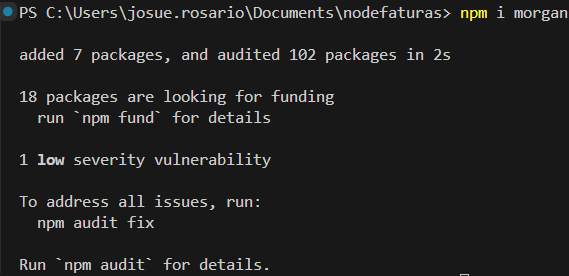 PS C:\Users\josue.rosario\Documents\nodefaturas> npm i morgan
added 7 packages, and audited 102 packages in 2s
18 packages are looking for funding
  run `npm fund` for details
1 low severity vulnerability
To address all issues, run:
  npm audit fix
Run `npm audit` for details.